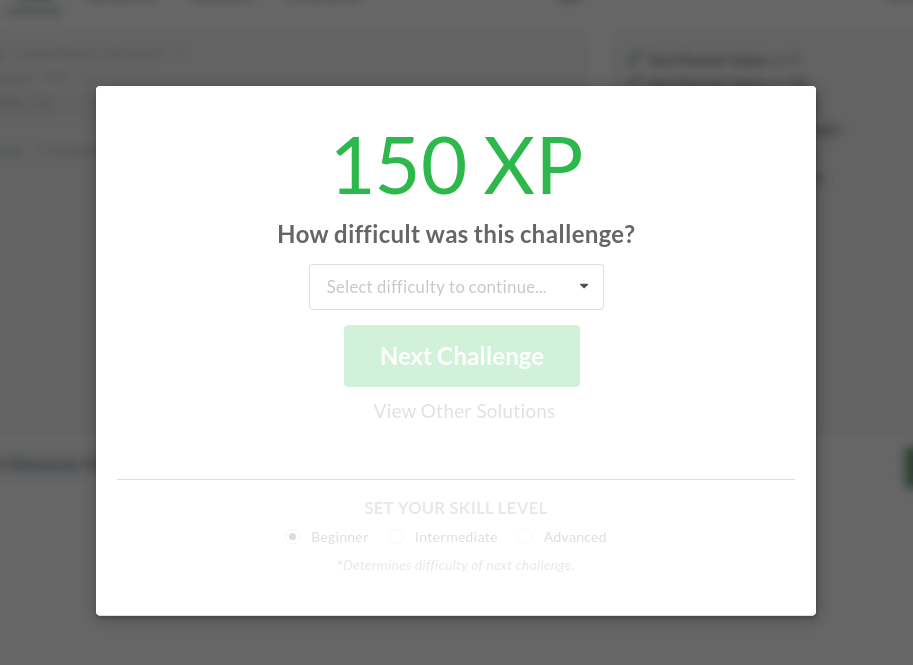 150 XP
How difficult was this challenge?
Select difficulty to continue...
Next Challenge
View Other Solutions
SET YOUR SKILL LEVEL
Beginner Intermediate Advanced
*Determines difficulty of next challenge.